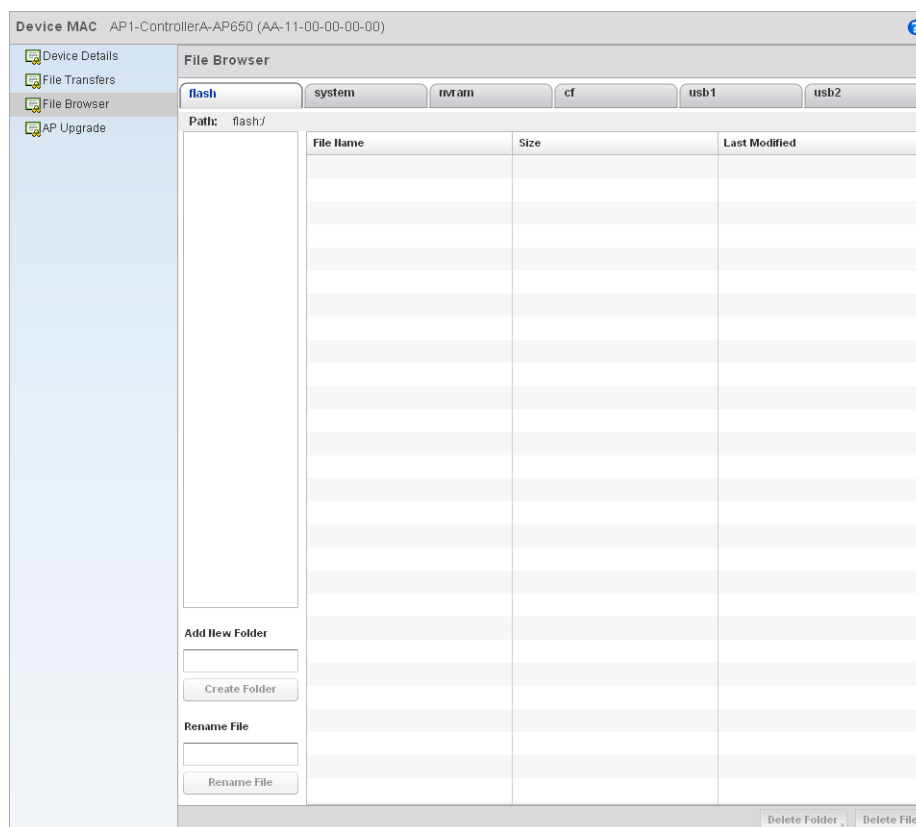 Device MAC AP1-ControllerA-AP650 (AA-11-00-00-00-00)
Device Details
File Transfers
File Browser
AP Upgrade
File Browser
flash system nvram cf usb1 usb2
Path: flash:/
File Name Size Last Modified
Add New Folder
Create Folder
Rename File
Rename File
Delete Folder Delete File